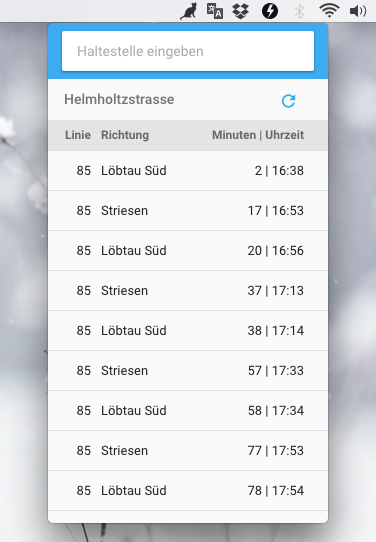 Haltestelle eingeben
Helmholtzstrasse
Linie Richtung Minuten | Uhrzeit
85 Löbtau Süd 2 | 16:38
85 Striesen 17 | 16:53
85 Löbtau Süd 20 | 16:56
85 Striesen 37 | 17:13
85 Löbtau Süd 38 | 17:14
85 Striesen 57 | 17:33
85 Löbtau Süd 58 | 17:34
85 Striesen 77 | 17:53
85 Löbtau Süd 78 | 17:54